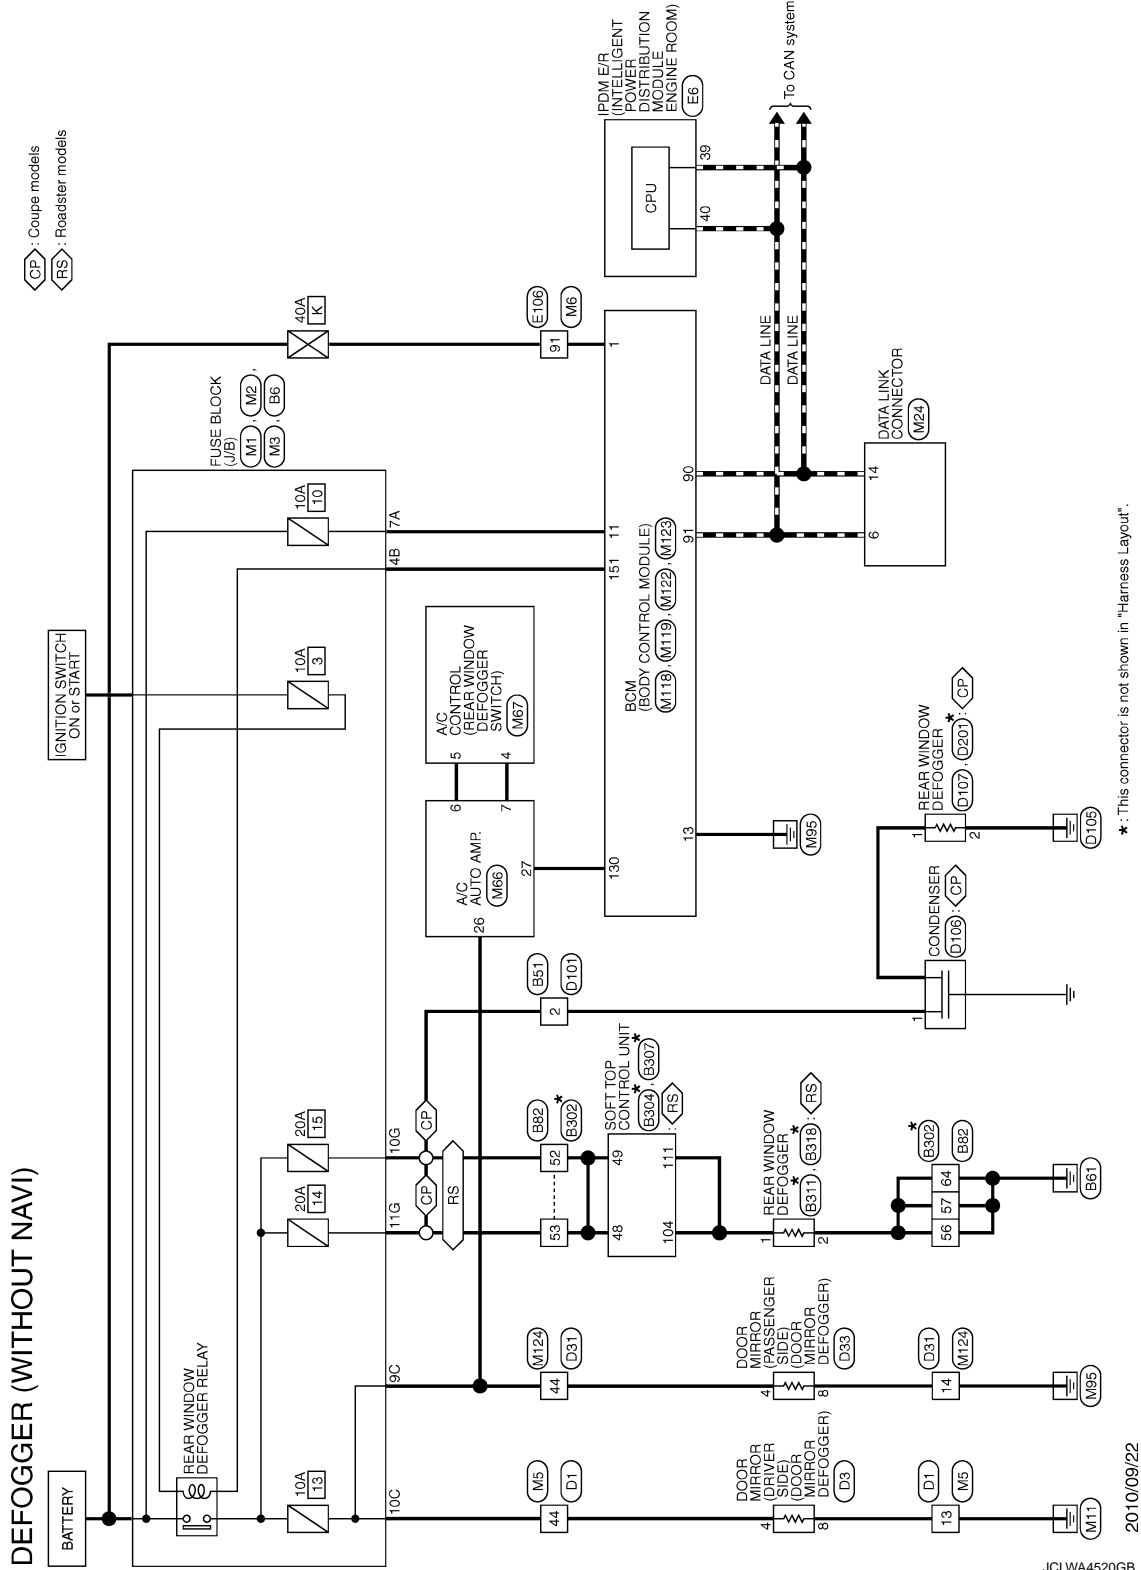 DEFOGGER (WITHOUT NAVI)
CP : Coupe models
RS : Roadster models
BATTERY
IGNITION SWITCH
ON or START
FUSE BLOCK
(J/B)
M1 , M2 ,
M3 , B6
REAR WINDOW
DEFOGGER RELAY
10A
13
20A
14
20A
15
10A
3
10A
10
40A
K
10C
9C
11G
10G
4B
7A
CP
CP
RS
A/C
AUTO AMP.
M66
26
27
6
7
A/C
CONTROL
(REAR WINDOW
DEFOGGER
SWITCH)
M67
5
4
44
M5
D1
44
M124
D31
53
52
B82
B302 *
2
B51
D101
91
E106
M6
SOFT TOP
CONTROL UNIT
B304 * , B307 *
: RS
48
49
104
111
130
151
11
1
BCM
(BODY CONTROL MODULE)
M118 , M119 , M122 , M123
13
91
90
M95
IPDM E/R
(INTELLIGENT
POWER
DISTRIBUTION
MODULE
ENGINE ROOM)
E6
CPU
40
39
DATA LINE
DATA LINE
To CAN system
DOOR
MIRROR
(DRIVER
SIDE)
(DOOR
MIRROR
DEFOGGER)
D3
4
8
DOOR
MIRROR
(PASSENGER
SIDE)
(DOOR
MIRROR
DEFOGGER)
D33
4
8
REAR WINDOW
DEFOGGER
B311 * , B318 * : RS
1
2
CONDENSER
D106 : CP
1
REAR WINDOW
DEFOGGER
D107 , D201 * : CP
1
2
DATA LINK
CONNECTOR
M24
6
14
13
D1
M5
14
D31
M124
56
57
64
B302 *
B82
M11
M95
B61
D105
* : This connector is not shown in "Harness Layout".
2010/09/22
JCLWA4520GB